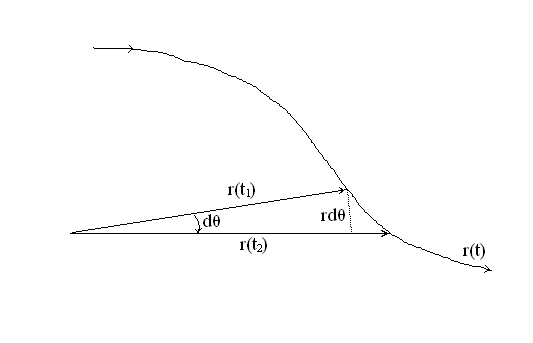 r(t₁)
dθ
rdθ
r(t₂)
r(t)